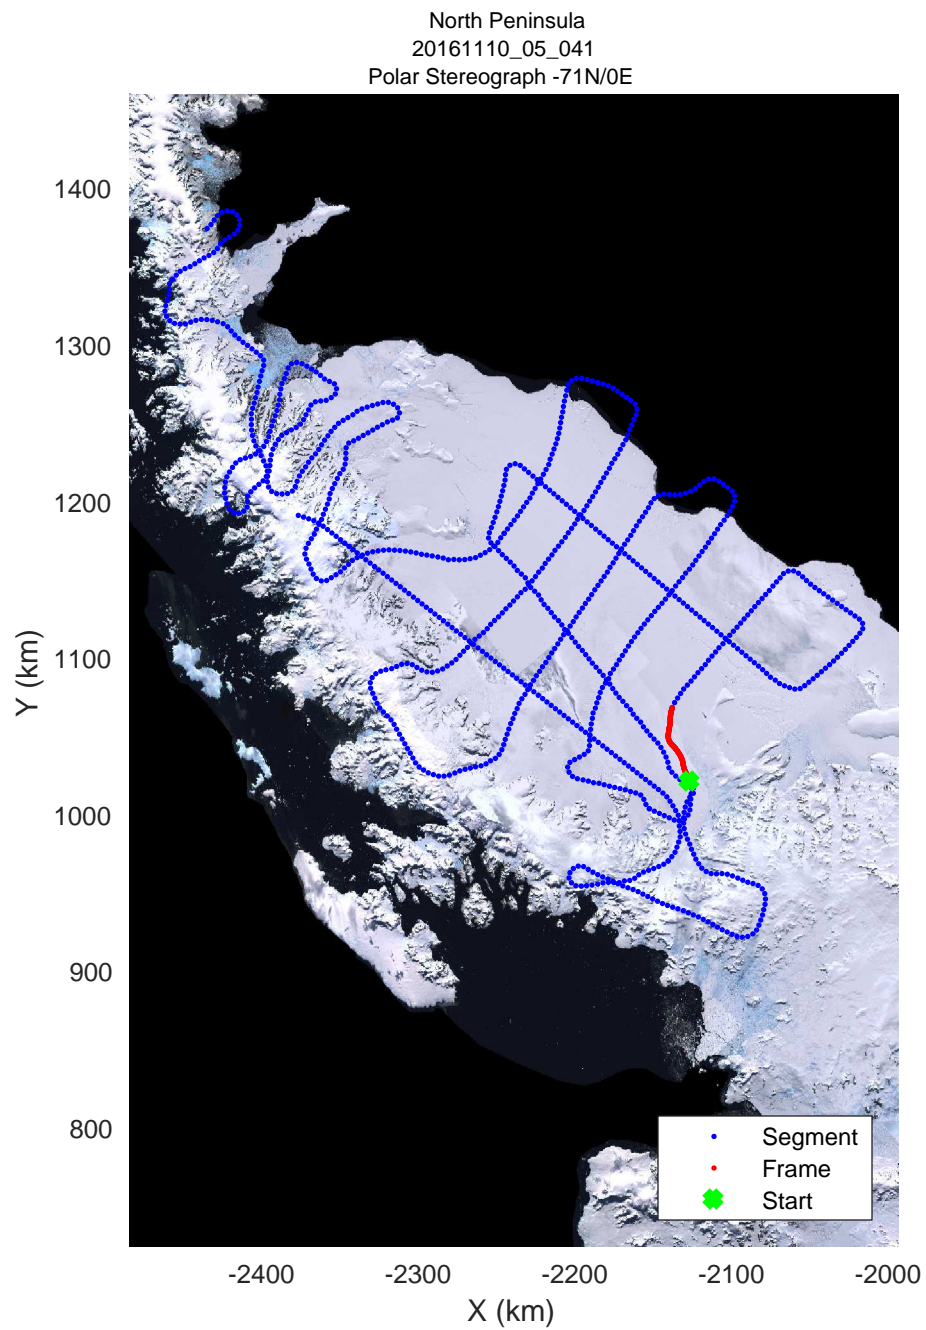 North Peninsula
20161110_05_041
Polar Stereograph -71N/0E
1400
1300
1200
1100
1000
900
800
Y (km)
-2400
-2300
-2200
-2100
-2000
X (km)
Segment
Frame
Start